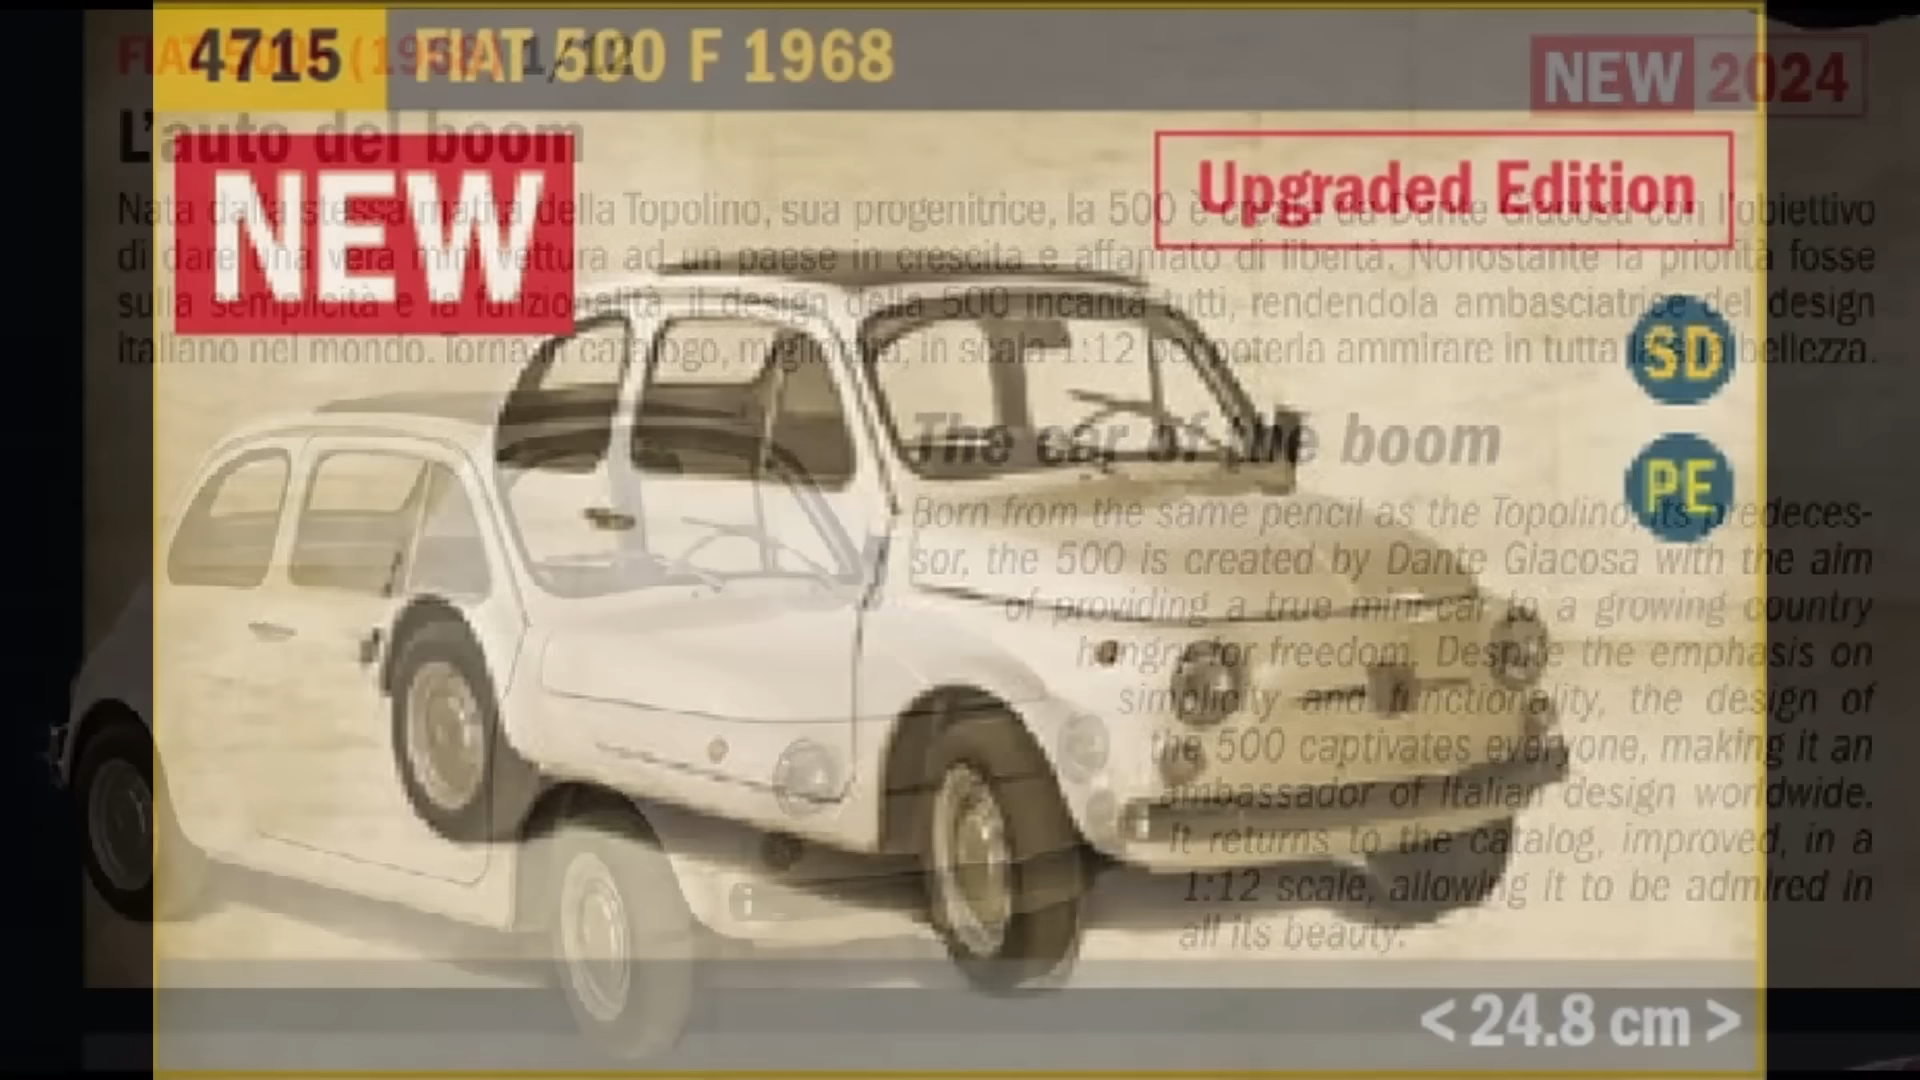 4715 FIAT 500 F 1968
FIAT 500 (1968) 1/12
NEW 2024
L'auto del boom
NEW
Upgraded Edition
Nata dalla stessa matita della Topolino, sua progenitrice, la 500 è creata da Dante Giacosa con l'obiettivo
di dare una vera mini vettura ad un paese in crescita e affamato di libertà. Nonostante la priorità fosse
sulla semplicità e la funzionalità, il design della 500 incanta tutti, rendendola ambasciatrice del design
italiano nel mondo. Torna in catalogo, migliorata, in scala 1:12 per poterla ammirare in tutta la sua bellezza.
SD
PE
The car of the boom
Born from the same pencil as the Topolino, its predeces-
sor, the 500 is created by Dante Giacosa with the aim
of providing a true mini-car to a growing country
hungry for freedom. Despite the emphasis on
simplicity and functionality, the design of
the 500 captivates everyone, making it an
ambassador of Italian design worldwide.
It returns to the catalog, improved, in a
1:12 scale, allowing it to be admired in
all its beauty.
< 24.8 cm >